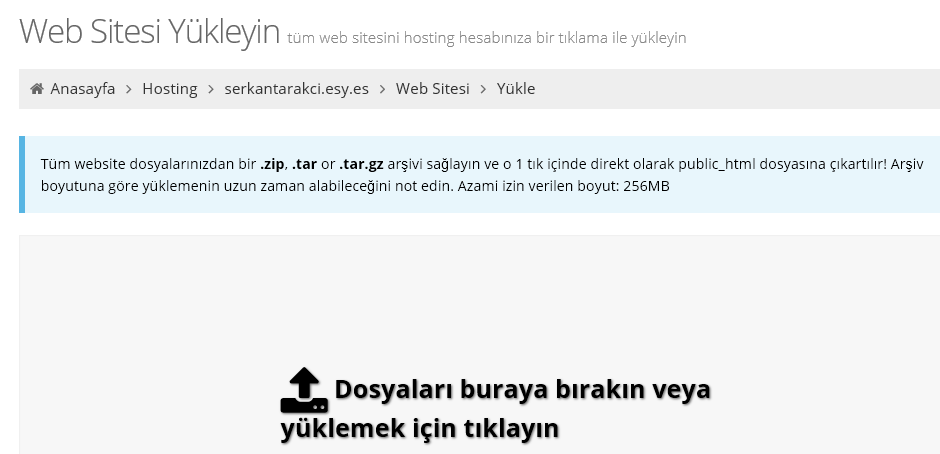 Web Sitesi Yükleyin tüm web sitesini hosting hesabınıza bir tıklama ile yükleyin
Anasayfa > Hosting > serkantarakci.esy.es > Web Sitesi > Yükle
Tüm website dosyalarınızdan bir .zip, .tar or .tar.gz arşivi sağlayın ve o 1 tık içinde direkt olarak public_html dosyasına çıkartılır! Arşiv
boyutuna göre yüklemenin uzun zaman alabileceğini not edin. Azami izin verilen boyut: 256MB
Dosyaları buraya bırakın veya
yüklemek için tıklayın